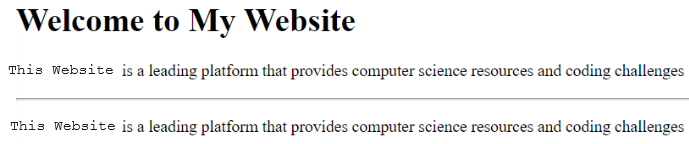 Welcome to My Website
This Website is a leading platform that provides computer science resources and coding challenges
This Website is a leading platform that provides computer science resources and coding challenges